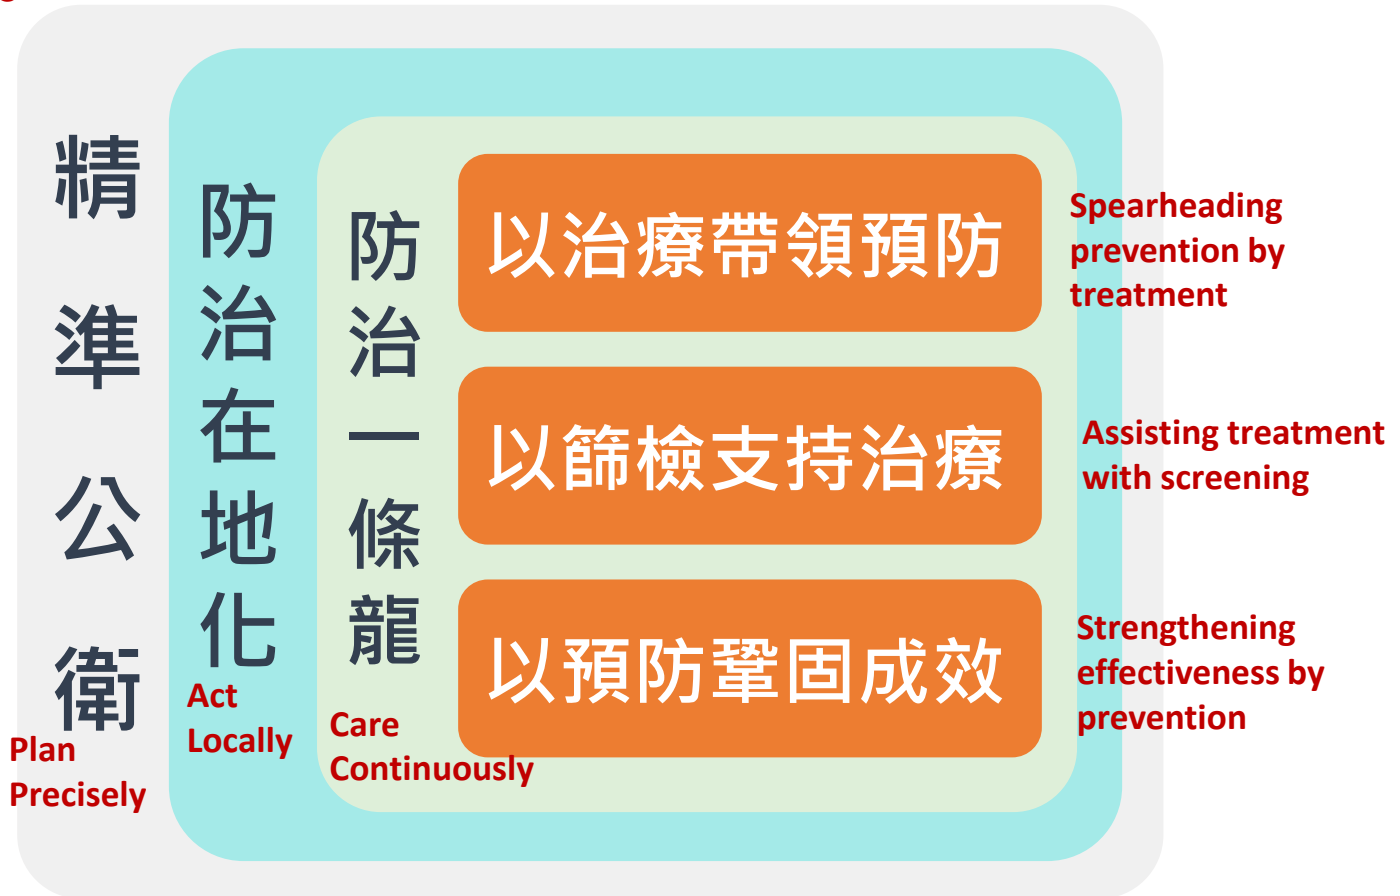 精準公衛
Plan
Precisely
防治在地化
Act
Locally
防治一條龍
Care
Continuously
以治療帶領預防
Spearheading
prevention by
treatment
以篩檢支持治療
Assisting treatment
with screening
以預防鞏固成效
Strengthening
effectiveness by
prevention